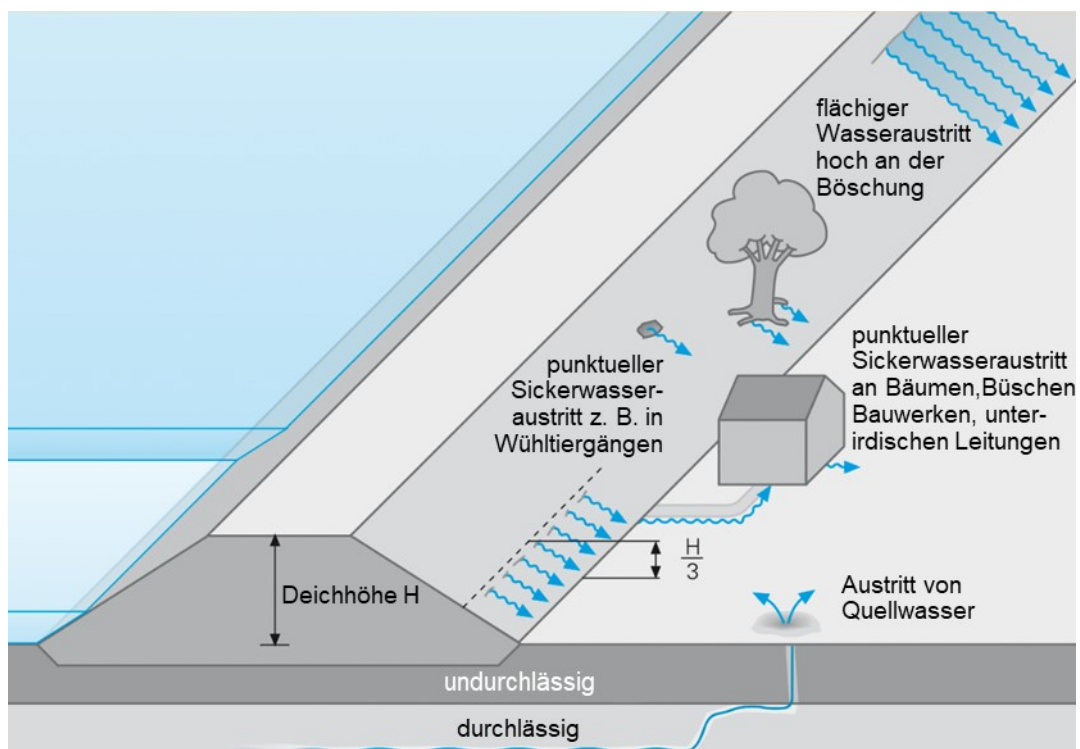 flächiger
Wasseraustritt
hoch an der
Böschung
punktueller
Sickerwasser-
austritt z. B. in
Wühltiergängen
punktueller
Sickerwasseraustritt
an Bäumen,Büschen
Bauwerken, unter-
irdischen Leitungen
H
3
Deichhöhe H
Austritt von
Quellwasser
undurchlässig
durchlässig